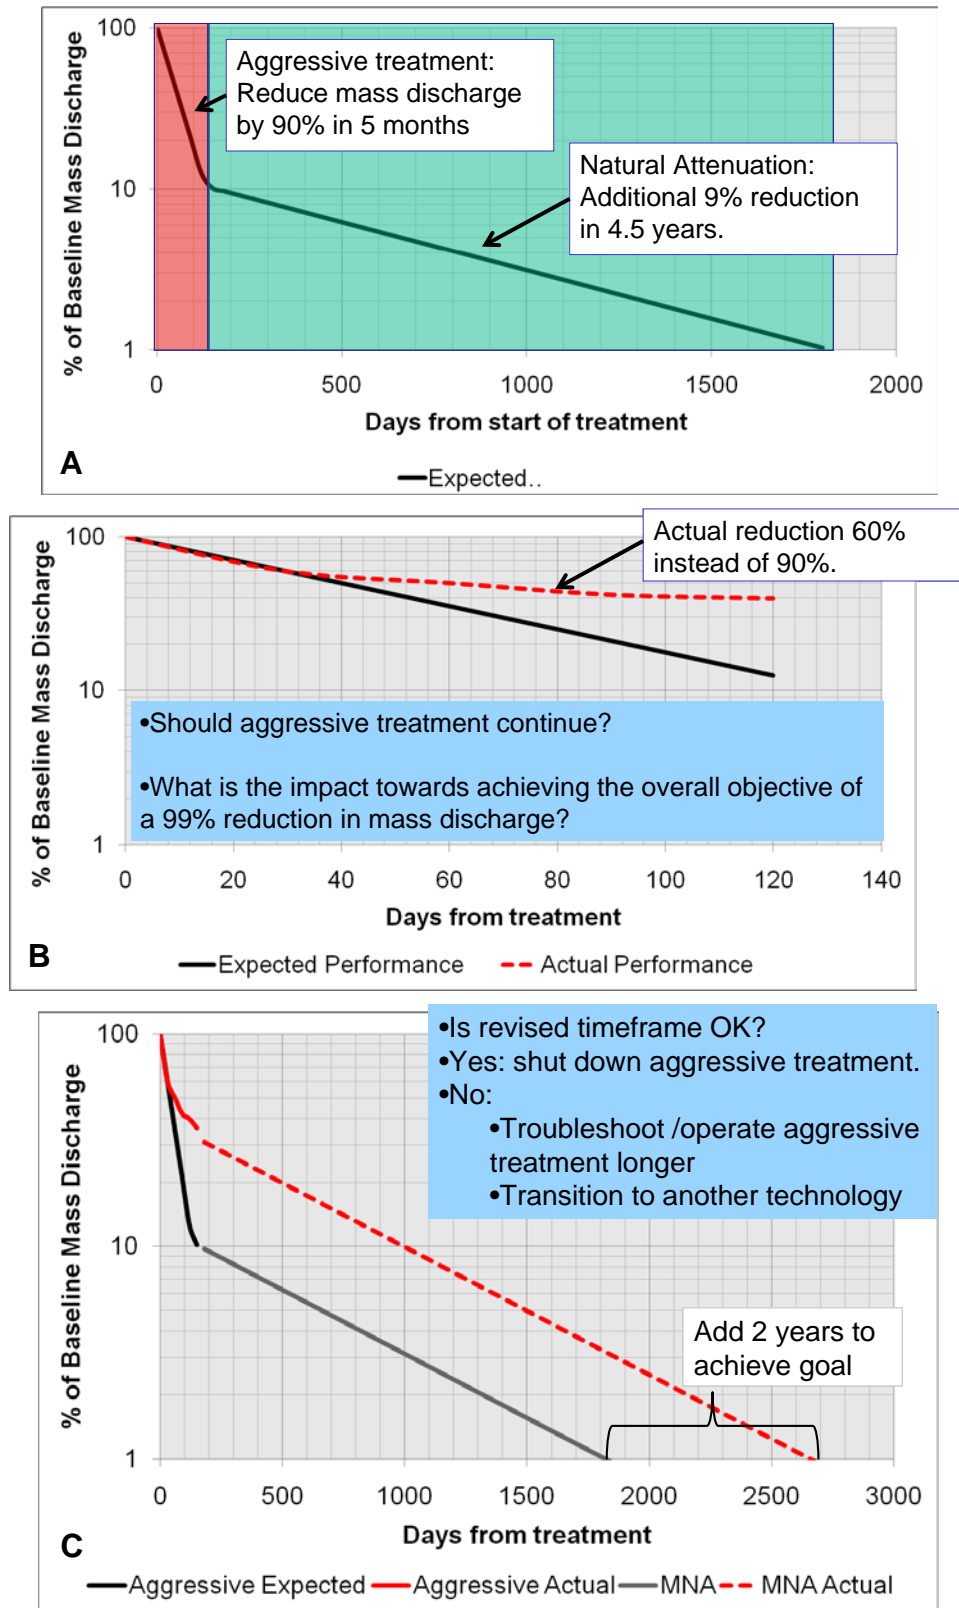 100
10
1
% of Baseline Mass Discharge
Aggressive treatment:
Reduce mass discharge
by 90% in 5 months
Natural Attenuation:
Additional 9% reduction
in 4.5 years.
0 500 1000 1500 2000
Days from start of treatment
A
Expected..
100
10
1
% of Baseline Mass Discharge
Actual reduction 60%
instead of 90%.
•Should aggressive treatment continue?
•What is the impact towards achieving the overall objective of
a 99% reduction in mass discharge?
0 20 40 60 80 100 120 140
Days from treatment
B
Expected Performance Actual Performance
100
10
1
% of Baseline Mass Discharge
•Is revised timeframe OK?
•Yes: shut down aggressive treatment.
•No:
•Troubleshoot /operate aggressive
treatment longer
•Transition to another technology
Add 2 years to
achieve goal
0 500 1000 1500 2000 2500 3000
Days from treatment
C
Aggressive Expected Aggressive Actual MNA MNA Actual